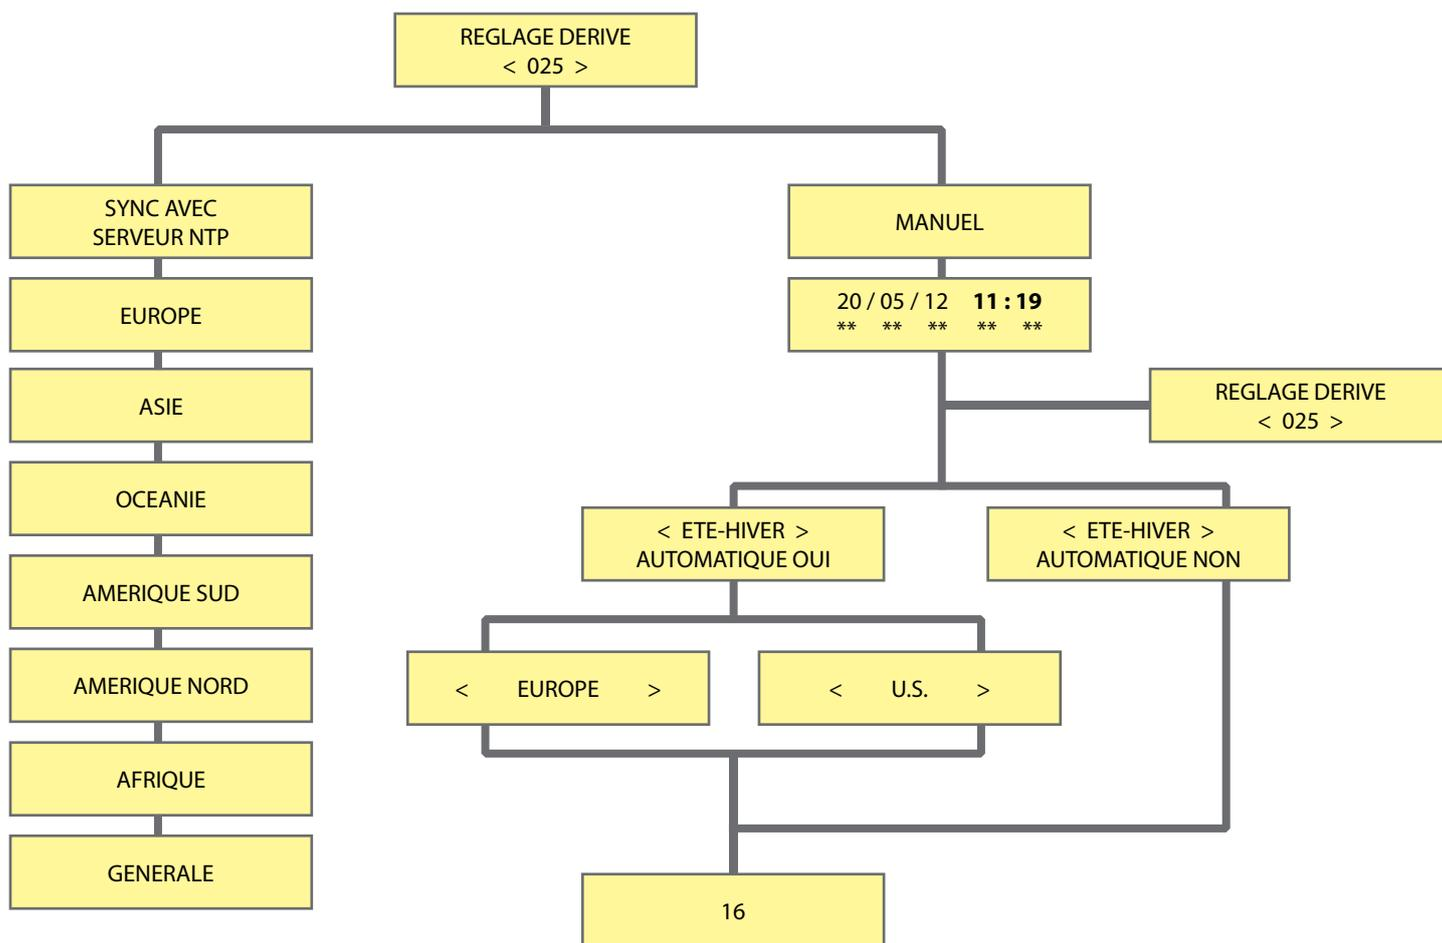 REGLAGE DERIVE
< 025 >
SYNC AVEC
SERVEUR NTP
EUROPE
ASIE
OCEANIE
AMERIQUE SUD
AMERIQUE NORD
AFRIQUE
GENERALE
MANUEL
20 / 05 / 12 11 : 19
** ** ** ** **
REGLAGE DERIVE
< 025 >
< ETE-HIVER >
AUTOMATIQUE OUI
< ETE-HIVER >
AUTOMATIQUE NON
< EUROPE >
< U.S. >
16